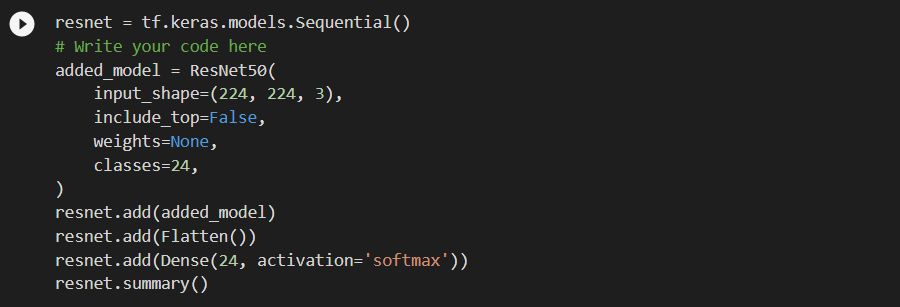 resnet = tf.keras.models.Sequential()
# Write your code here
added_model = ResNet50(
    input_shape=(224, 224, 3),
    include_top=False,
    weights=None,
    classes=24,
)
resnet.add(added_model)
resnet.add(Flatten())
resnet.add(Dense(24, activation='softmax'))
resnet.summary()